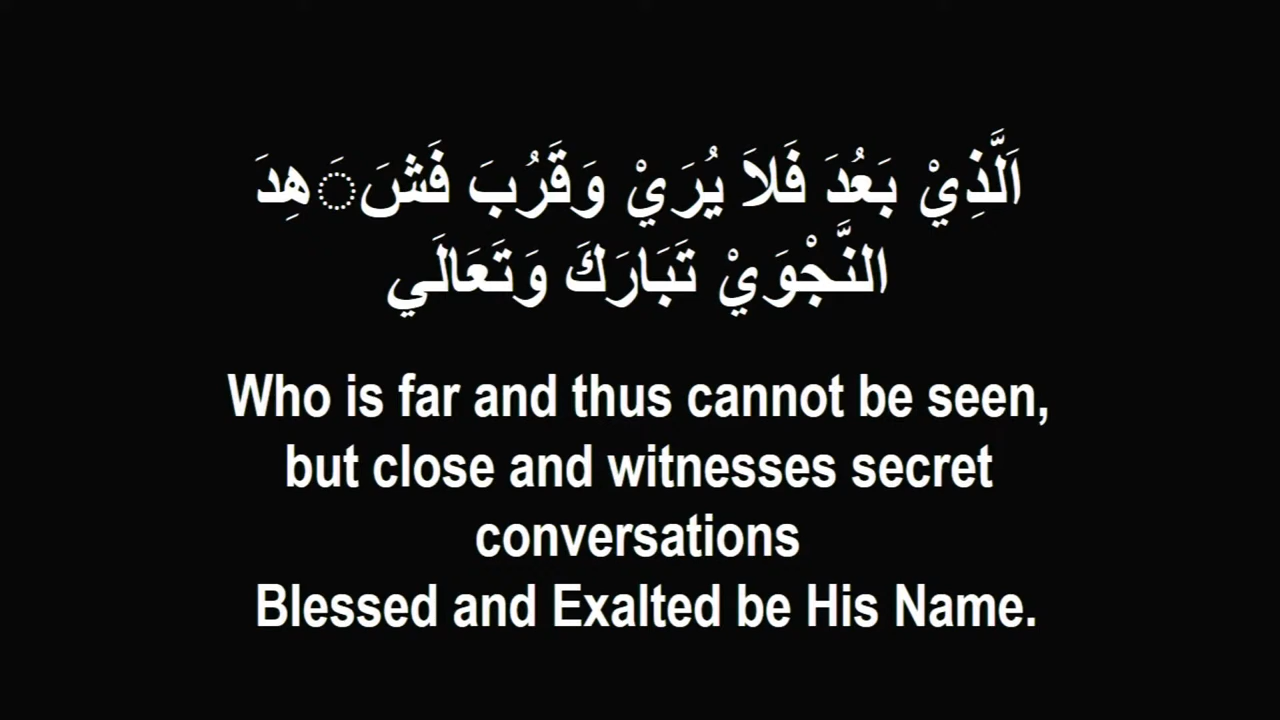 اَلَّذِيْ بَعُدَ فَلاَ يُرَيْ وَقَرُبَ فَشَ◌َهِدَ
النَّجْوَيْ تَبَارَكَ وَتَعَالَي
Who is far and thus cannot be seen,
but close and witnesses secret
conversations
Blessed and Exalted be His Name.